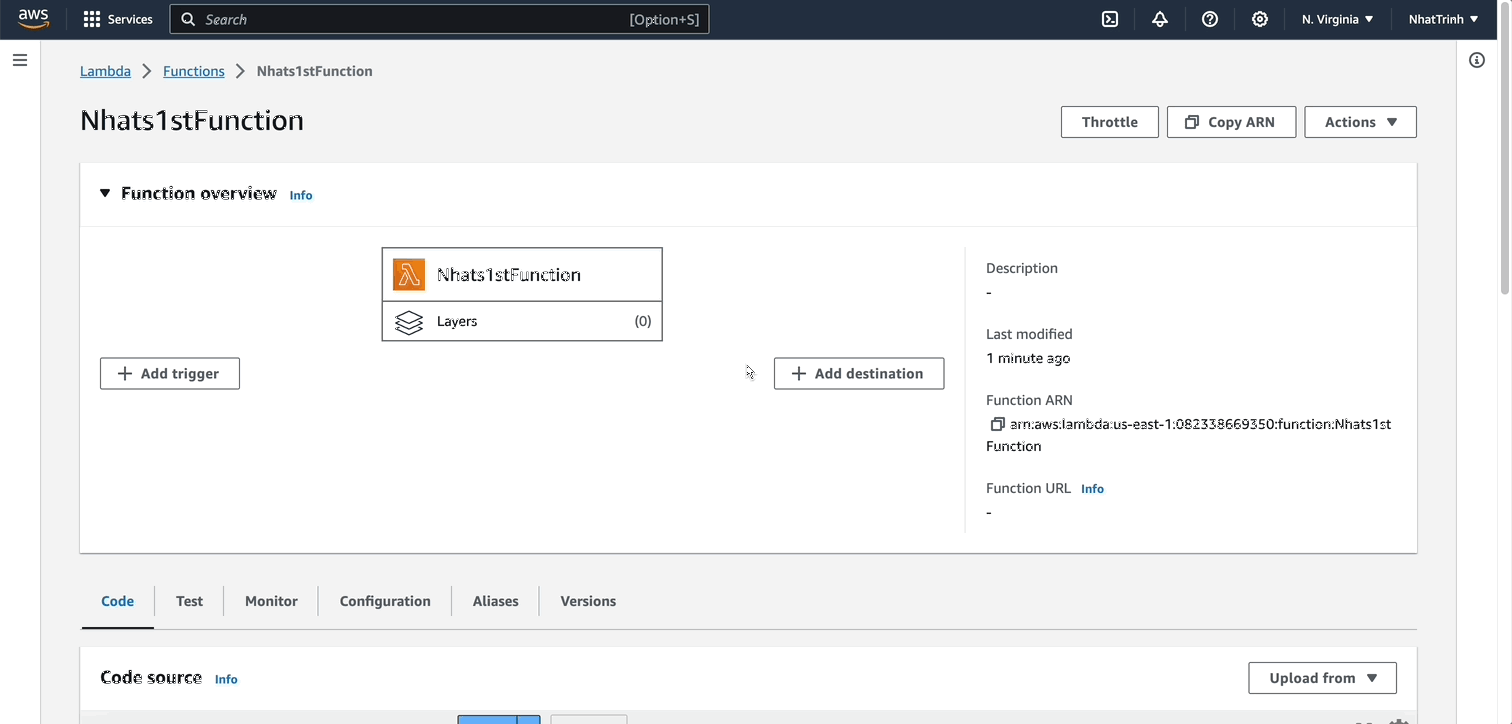 aws Services Search [Option+S] N. Virginia NhatTrinh
Lambda Functions Nhats1stFunction
Nhats1stFunction
Throttle Copy ARN Actions
Function overview Info
Nhats1stFunction
Layers (0)
Add trigger
Add destination
Description
-
Last modified
1 minute ago
Function ARN
arn:aws:lambda:us-east-1:082338669350:function:Nhats1st
Function
Function URL Info
-
Code Test Monitor Configuration Aliases Versions
Code source Info
Upload from